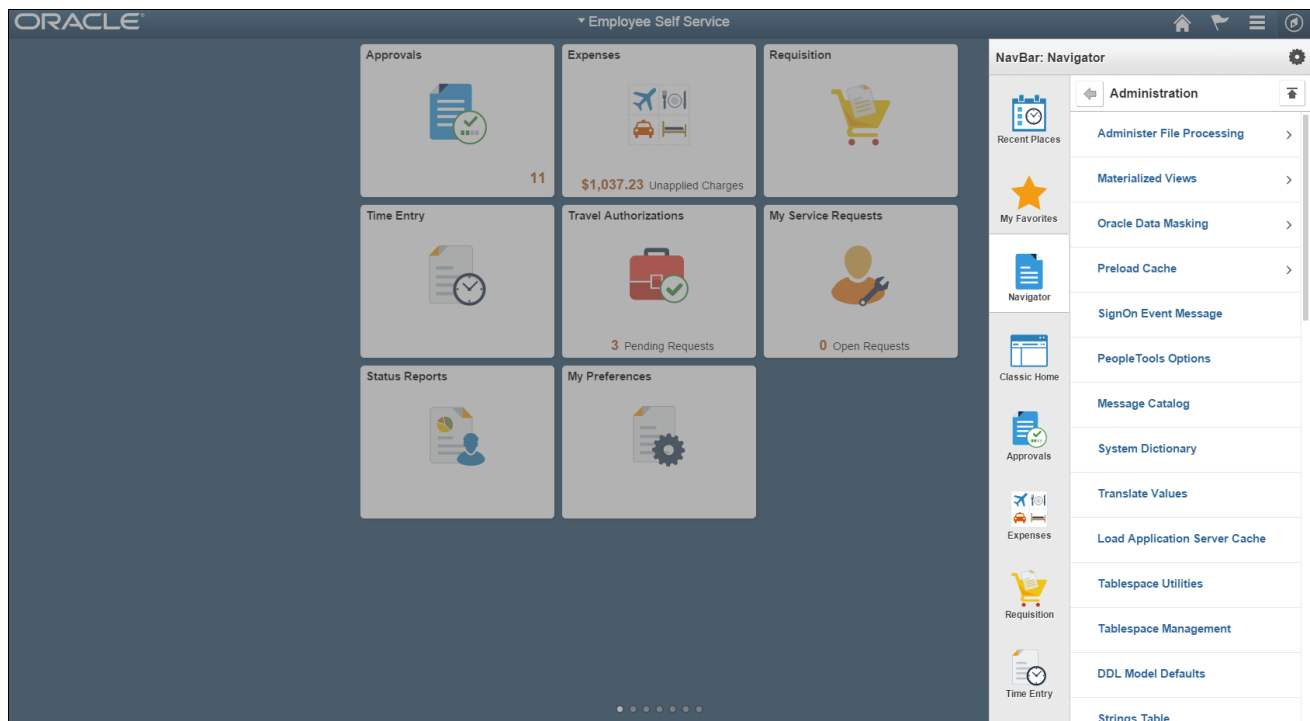 ORACLE®
Employee Self Service
Approvals
11
Expenses
$1,037.23 Unapplied Charges
Requisition
Time Entry
Travel Authorizations
3 Pending Requests
My Service Requests
0 Open Requests
Status Reports
My Preferences
NavBar: Navigator
Recent Places
My Favorites
Navigator
Classic Home
Approvals
Expenses
Requisition
Time Entry
Administration
Administer File Processing
Materialized Views
Oracle Data Masking
Preload Cache
SignOn Event Message
PeopleTools Options
Message Catalog
System Dictionary
Translate Values
Load Application Server Cache
Tablespace Utilities
Tablespace Management
DDL Model Defaults
Strings Table